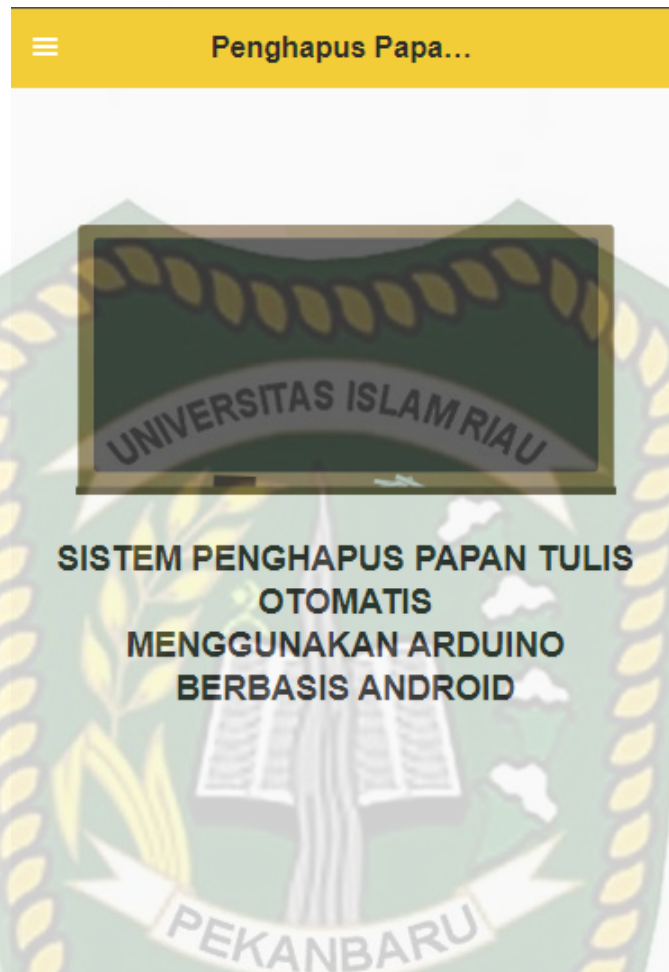 Penghapus Papa...
UNIVERSITAS ISLAM RIAU
SISTEM PENGHAPUS PAPAN TULIS
OTOMATIS
MENGGUNAKAN ARDUINO
BERBASIS ANDROID
PEKANBARU